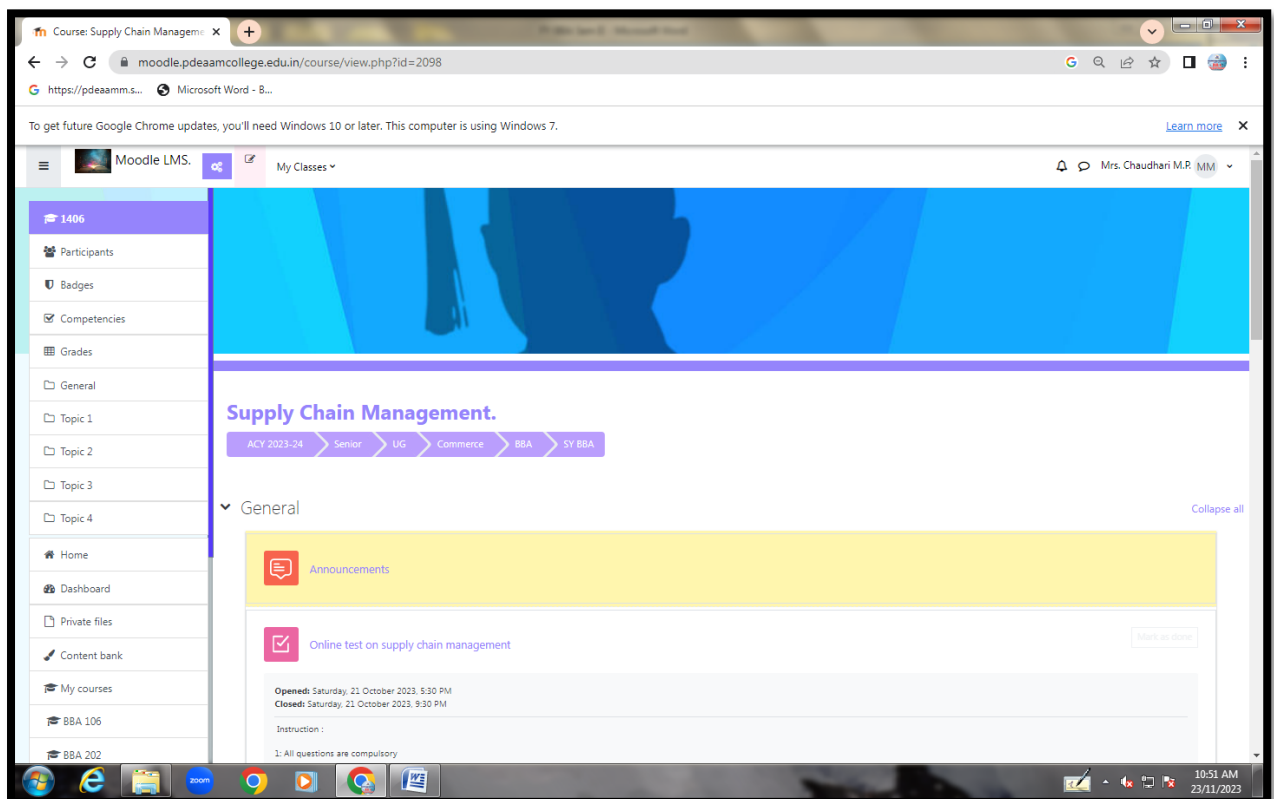 Course: Supply Chain Manageme
moodle.pdeaamcollege.edu.in/course/view.php?id=2098
https://pdeaamm.s... Microsoft Word - B...
To get future Google Chrome updates, you'll need Windows 10 or later. This computer is using Windows 7. Learn more
Moodle LMS. My Classes Mrs. Chaudhari M.P. MM
1406
Participants
Badges
Competencies
Grades
General
Topic 1
Topic 2
Topic 3
Topic 4
Home
Dashboard
Private files
Content bank
My courses
BBA 106
BBA 202
Supply Chain Management.
ACY 2023-24 Senior UG Commerce BBA SY BBA
General Collapse all
Announcements
Online test on supply chain management Mark as done
Opened: Saturday, 21 October 2023, 5:30 PM
Closed: Saturday, 21 October 2023, 9:30 PM
Instruction :
1: All questions are compulsory
zoom
10:51 AM
23/11/2023